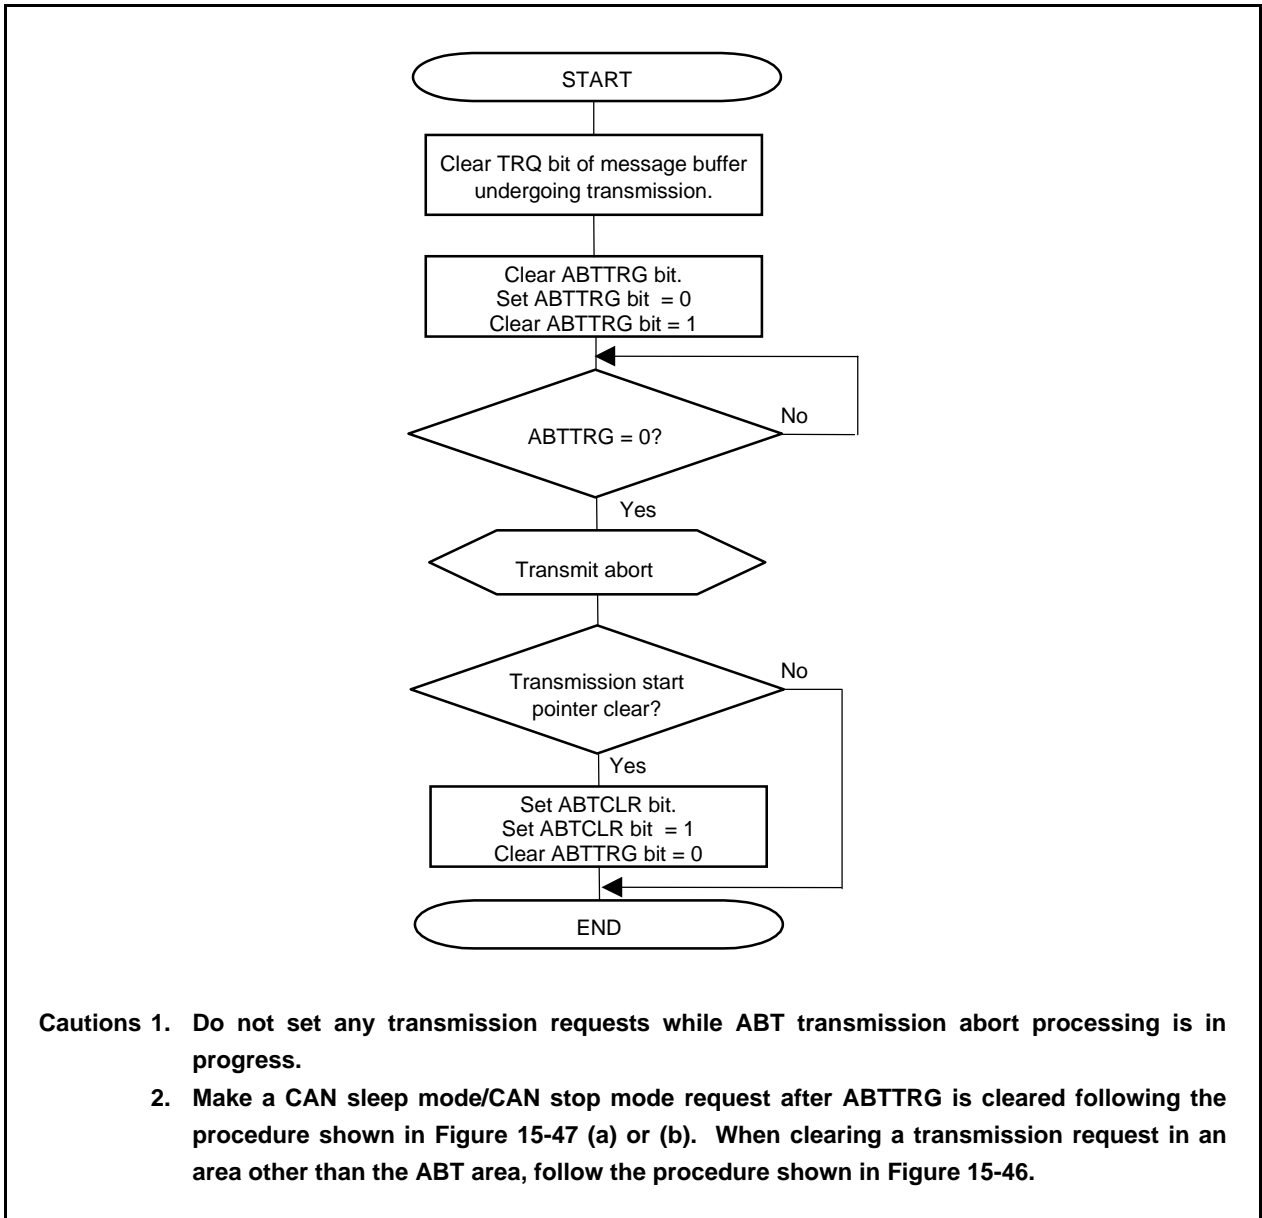 START
Clear TRQ bit of message buffer
undergoing transmission.
Clear ABTTRG bit.
Set ABTTRG bit = 0
Clear ABTTRG bit = 1
No
ABTTRG = 0?
Yes
Transmit abort
No
Transmission start
pointer clear?
Yes
Set ABTCLR bit.
Set ABTCLR bit = 1
Clear ABTTRG bit = 0
END
Cautions 1. Do not set any transmission requests while ABT transmission abort processing is in
progress.
2. Make a CAN sleep mode/CAN stop mode request after ABTTRG is cleared following the
procedure shown in Figure 15-47 (a) or (b). When clearing a transmission request in an
area other than the ABT area, follow the procedure shown in Figure 15-46.